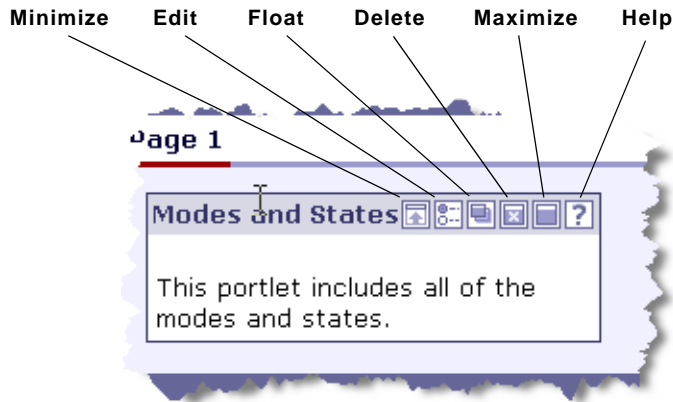 Minimize Edit Float Delete Maximize Help
Page 1
Modes and States ?
This portlet includes all of the
modes and states.